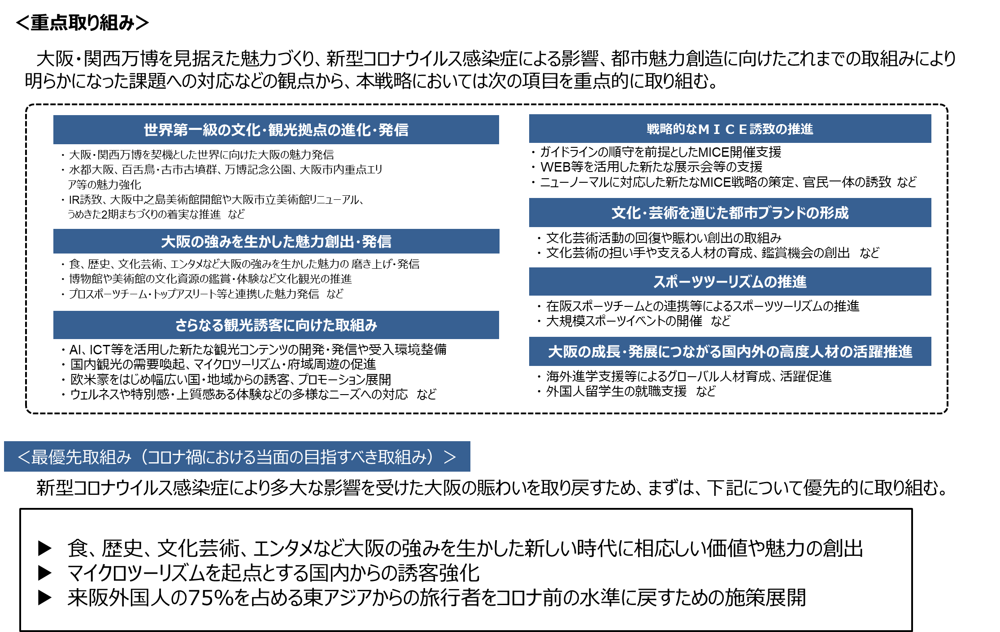 ＜重点取り組み＞
大阪・関西万博を見据えた魅力づくり、新型コロナウイルス感染症による影響、都市魅力創造に向けたこれまでの取組みにより
明らかになった課題への対応などの観点から、本戦略においては次の項目を重点的に取り組む。
世界第一級の文化・観光拠点の進化・発信
・ 大阪・関西万博を契機とした世界に向けた大阪の魅力発信
・ 水都大阪、百舌鳥・古市古墳群、万博記念公園、大阪市内重点エリ
ア等の魅力強化
・ IR誘致、大阪中之島美術館開館や大阪市立美術館リニューアル、
うめきた2期まちづくりの着実な推進 など
大阪の強みを生かした魅力創出・発信
・ 食、歴史、文化芸術、エンタメなど大阪の強みを生かした魅力の 磨き上げ・発信
・ 博物館や美術館の文化資源の鑑賞・体験など文化観光の推進
・ プロスポーツチーム・トップアスリート等と連携した魅力発信 など
さらなる観光誘客に向けた取組み
・ AI、ICT等を活用した新たな観光コンテンツの開発・発信や受入環境整備
・ 国内観光の需要喚起、マイクロツーリズム・府域周遊の促進
・ 欧米豪をはじめ幅広い国・地域からの誘客、プロモーション展開
・ ウェルネスや特別感・上質感ある体験などの多様なニーズへの対応 など
戦略的なＭＩＣＥ誘致の推進
・ ガイドラインの順守を前提としたMICE開催支援
・ WEB等を活用した新たな展示会等の支援
・ ニューノーマルに対応した新たなMICE戦略の策定、官民一体の誘致 など
文化・芸術を通じた都市ブランドの形成
・ 文化芸術活動の回復や賑わい創出の取組み
・ 文化芸術の担い手や支える人材の育成、鑑賞機会の創出 など
スポーツツーリズムの推進
・ 在阪スポーツチームとの連携等によるスポーツツーリズムの推進
・ 大規模スポーツイベントの開催 など
大阪の成長・発展につながる国内外の高度人材の活躍推進
・ 海外進学支援等によるグローバル人材育成、活躍促進
・ 外国人留学生の就職支援 など
＜最優先取組み（コロナ禍における当面の目指すべき取組み）＞
新型コロナウイルス感染症により多大な影響を受けた大阪の賑わいを取り戻すため、まずは、下記について優先的に取り組む。
▶ 食、歴史、文化芸術、エンタメなど大阪の強みを生かした新しい時代に相応しい価値や魅力の創出
▶ マイクロツーリズムを起点とする国内からの誘客強化
▶ 来阪外国人の75%を占める東アジアからの旅行者をコロナ前の水準に戻すための施策展開